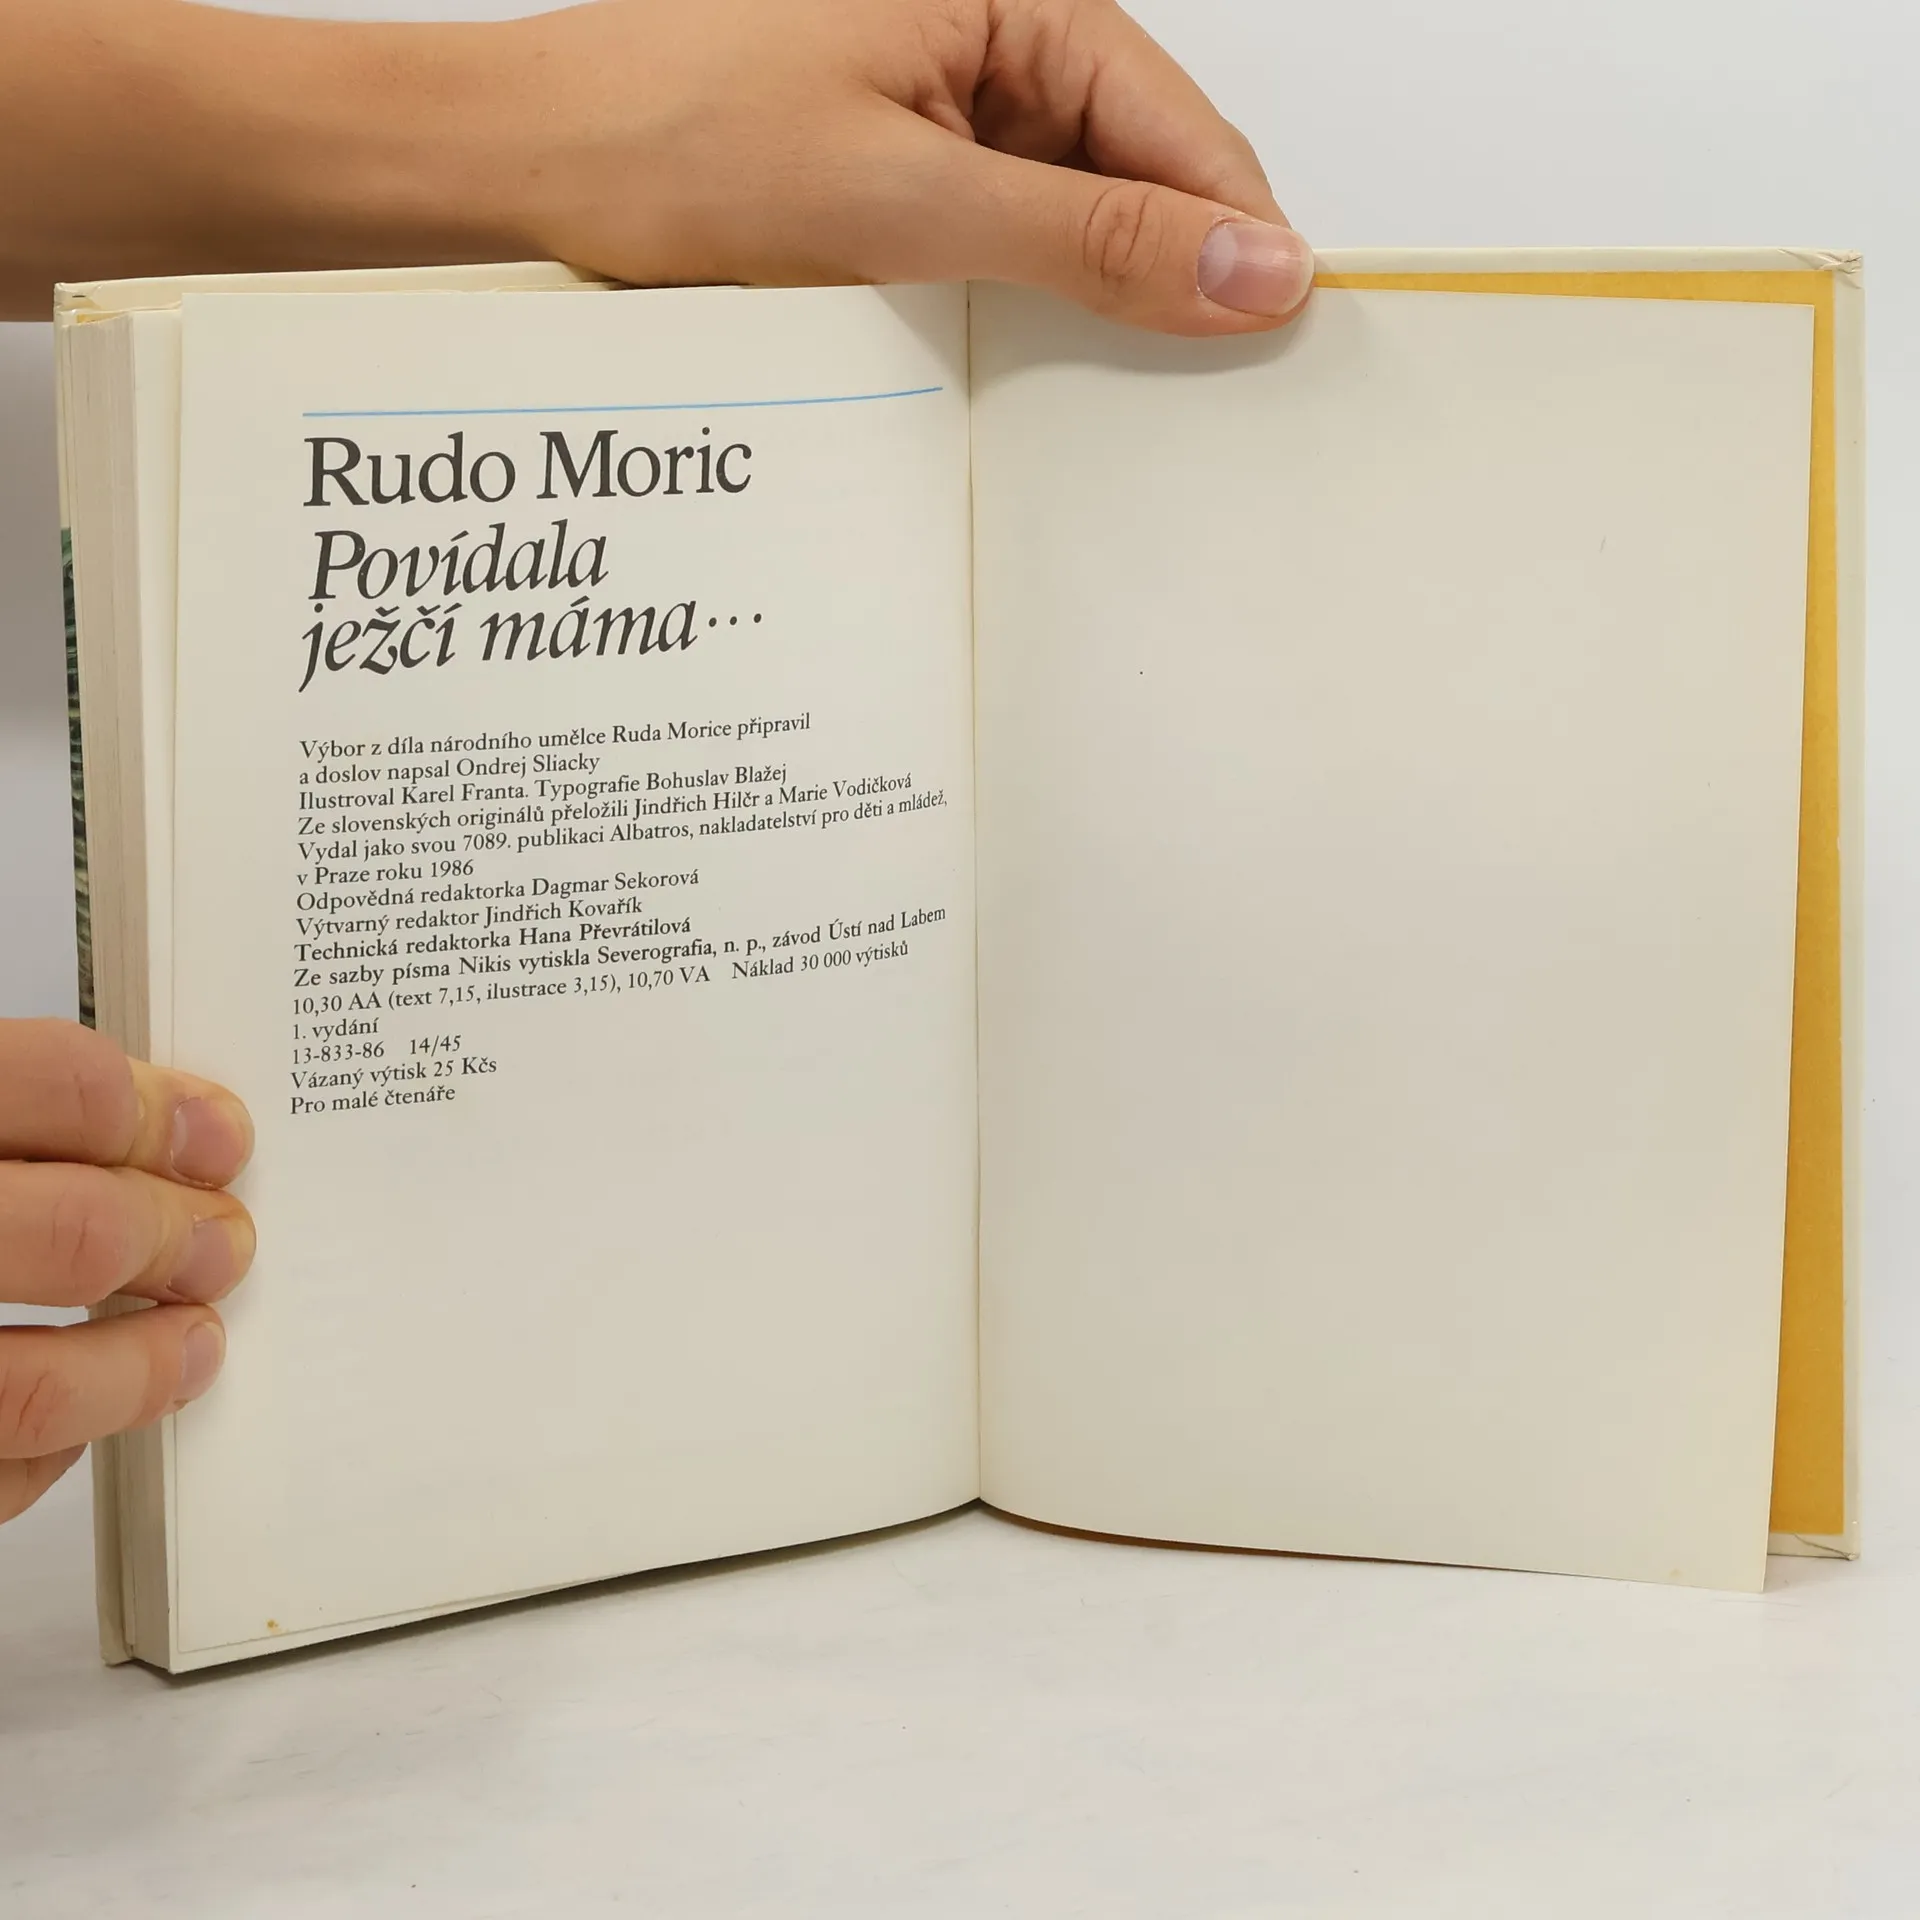 Rudo Moric
Povídala
ježčí máma...
Výbor z díla národního umělce Ruda Morice připravil
a doslov napsal Ondrej Sliacky
Ilustroval Karel Franta. Typografie Bohuslav Blažej
Ze slovenských originálů přeložili Jindřich Hilčr a Marie Vodičková
Vydal jako svou 7089. publikaci Albatros, nakladatelství pro děti a mládež,
v Praze roku 1986
Odpovědná redaktorka Dagmar Sekorová
Výtvarný redaktor Jindřich Kovařík
Technická redaktorka Hana Převrátilová
Ze sazby písma Nikis vytiskla Severografia, n. p., závod Ústí nad Labem
10,30 AA (text 7,15, ilustrace 3,15), 10,70 VA Náklad 30 000 výtisků
1. vydání
13-833-86 14/45
Vázaný výtisk 25 Kčs
Pro malé čtenáře